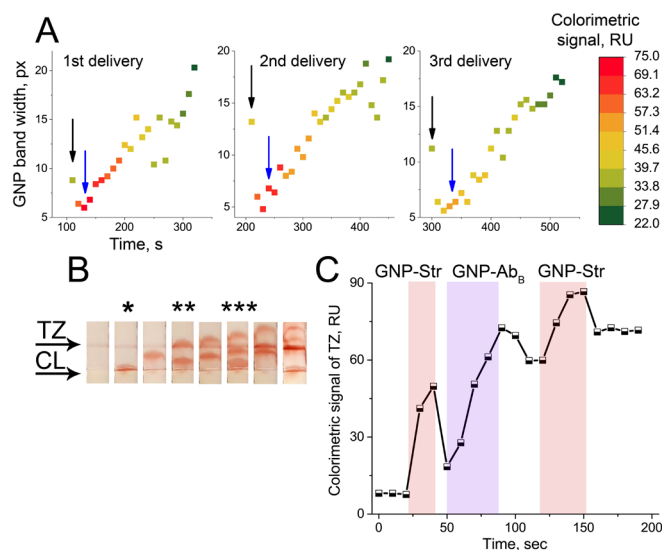 A
Colorimetric
signal, RU
1st delivery
2nd delivery
3rd delivery
GNP band width, px
20
15
10
5
100
200
300
Time, s
20
15
10
5
200
300
400
20
15
10
5
300
400
500
75.0
69.1
63.2
57.3
51.4
45.6
39.7
33.8
27.9
22.0
B
*
**
***
TZ
CL
C
GNP-Str
GNP-AbB
GNP-Str
Colorimetric signal of TZ, RU
90
60
30
0
0
50
100
150
200
Time, sec